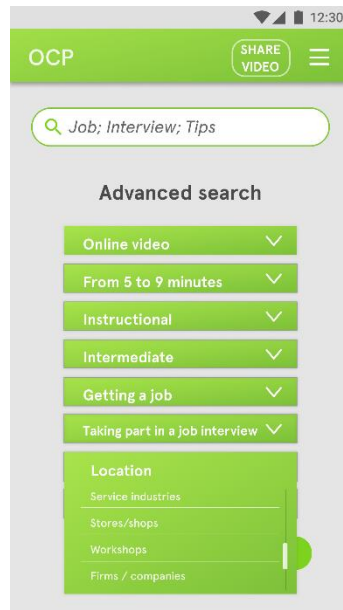 12:30
OCP
SHARE
VIDEO
Job; Interview; Tips
Advanced search
Online video
From 5 to 9 minutes
Instructional
Intermediate
Getting a job
Taking part in a job interview
Location
Service industries
Stores/shops
Workshops
Firms / companies